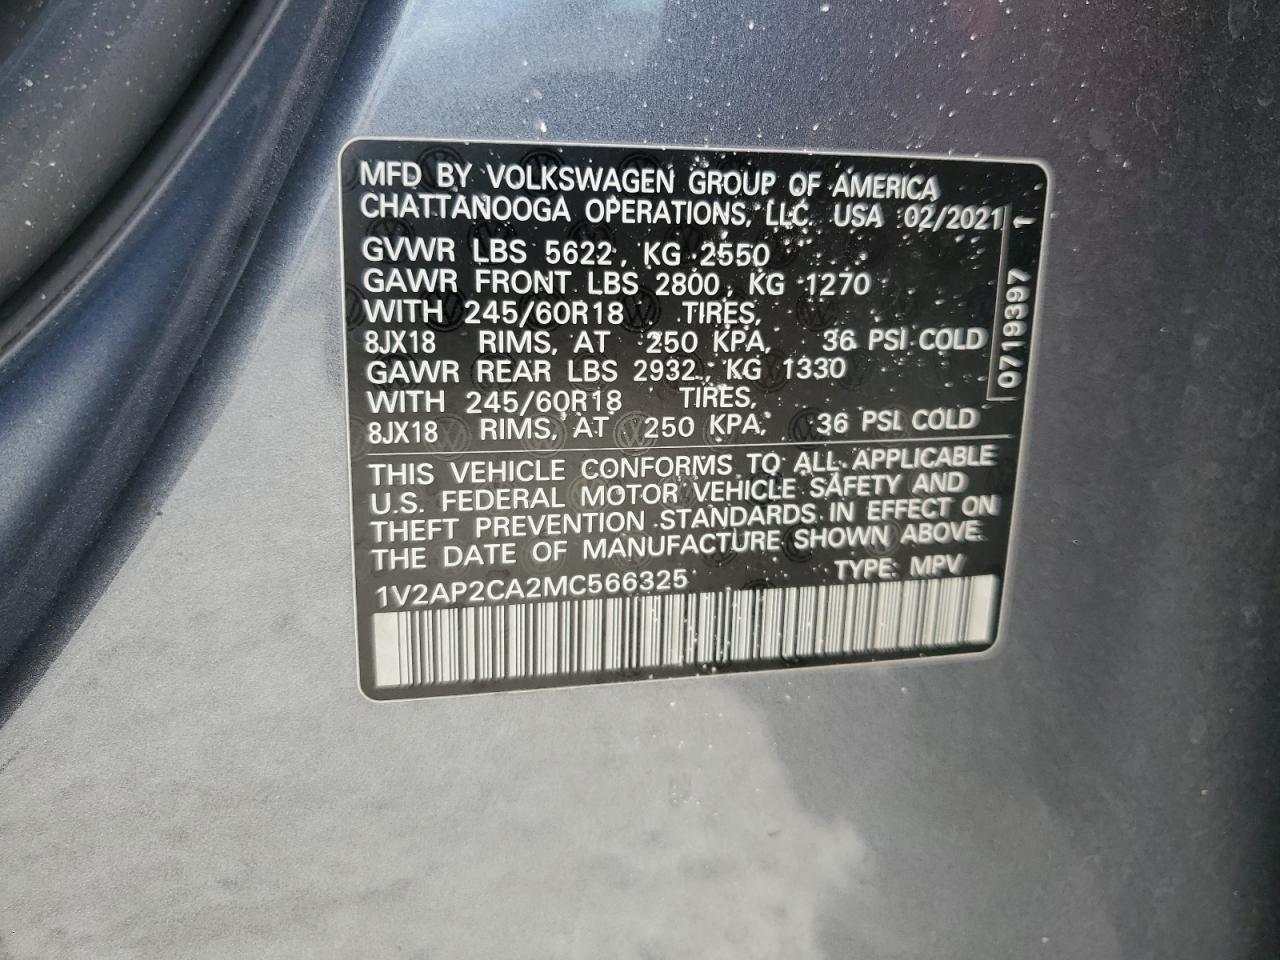 MFD BY VOLKSWAGEN GROUP OF AMERICA
CHATTANOOGA OPERATIONS, LLC. USA 02/2021
GVWR LBS 5622, KG 2550
GAWR FRONT LBS 2800, KG 1270
WITH 245/60R18 TIRES,
8JX18 RIMS, AT 250 KPA, 36 PSI COLD
GAWR REAR LBS 2932, KG 1330
WITH 245/60R18 TIRES,
8JX18 RIMS, AT 250 KPA, 36 PSI COLD
0719397 1
THIS VEHICLE CONFORMS TO ALL APPLICABLE
U.S. FEDERAL MOTOR VEHICLE SAFETY AND
THEFT PREVENTION STANDARDS IN EFFECT ON
THE DATE OF MANUFACTURE SHOWN ABOVE.
1V2AP2CA2MC566325 TYPE: MPV